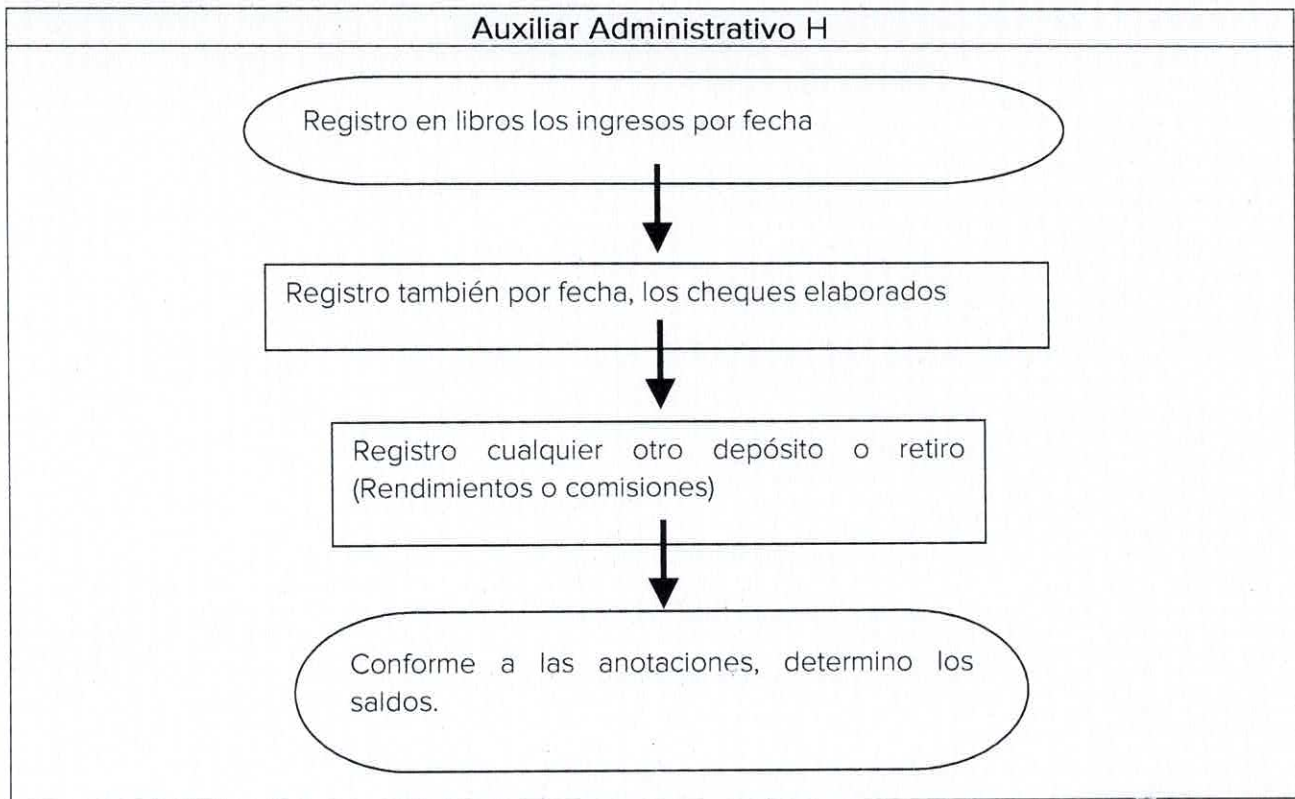 Auxiliar Administrativo H
Registro en libros los ingresos por fecha
Registro también por fecha, los cheques elaborados
Registro cualquier otro depósito o retiro
(Rendimientos o comisiones)
Conforme a las anotaciones, determino los
saldos.